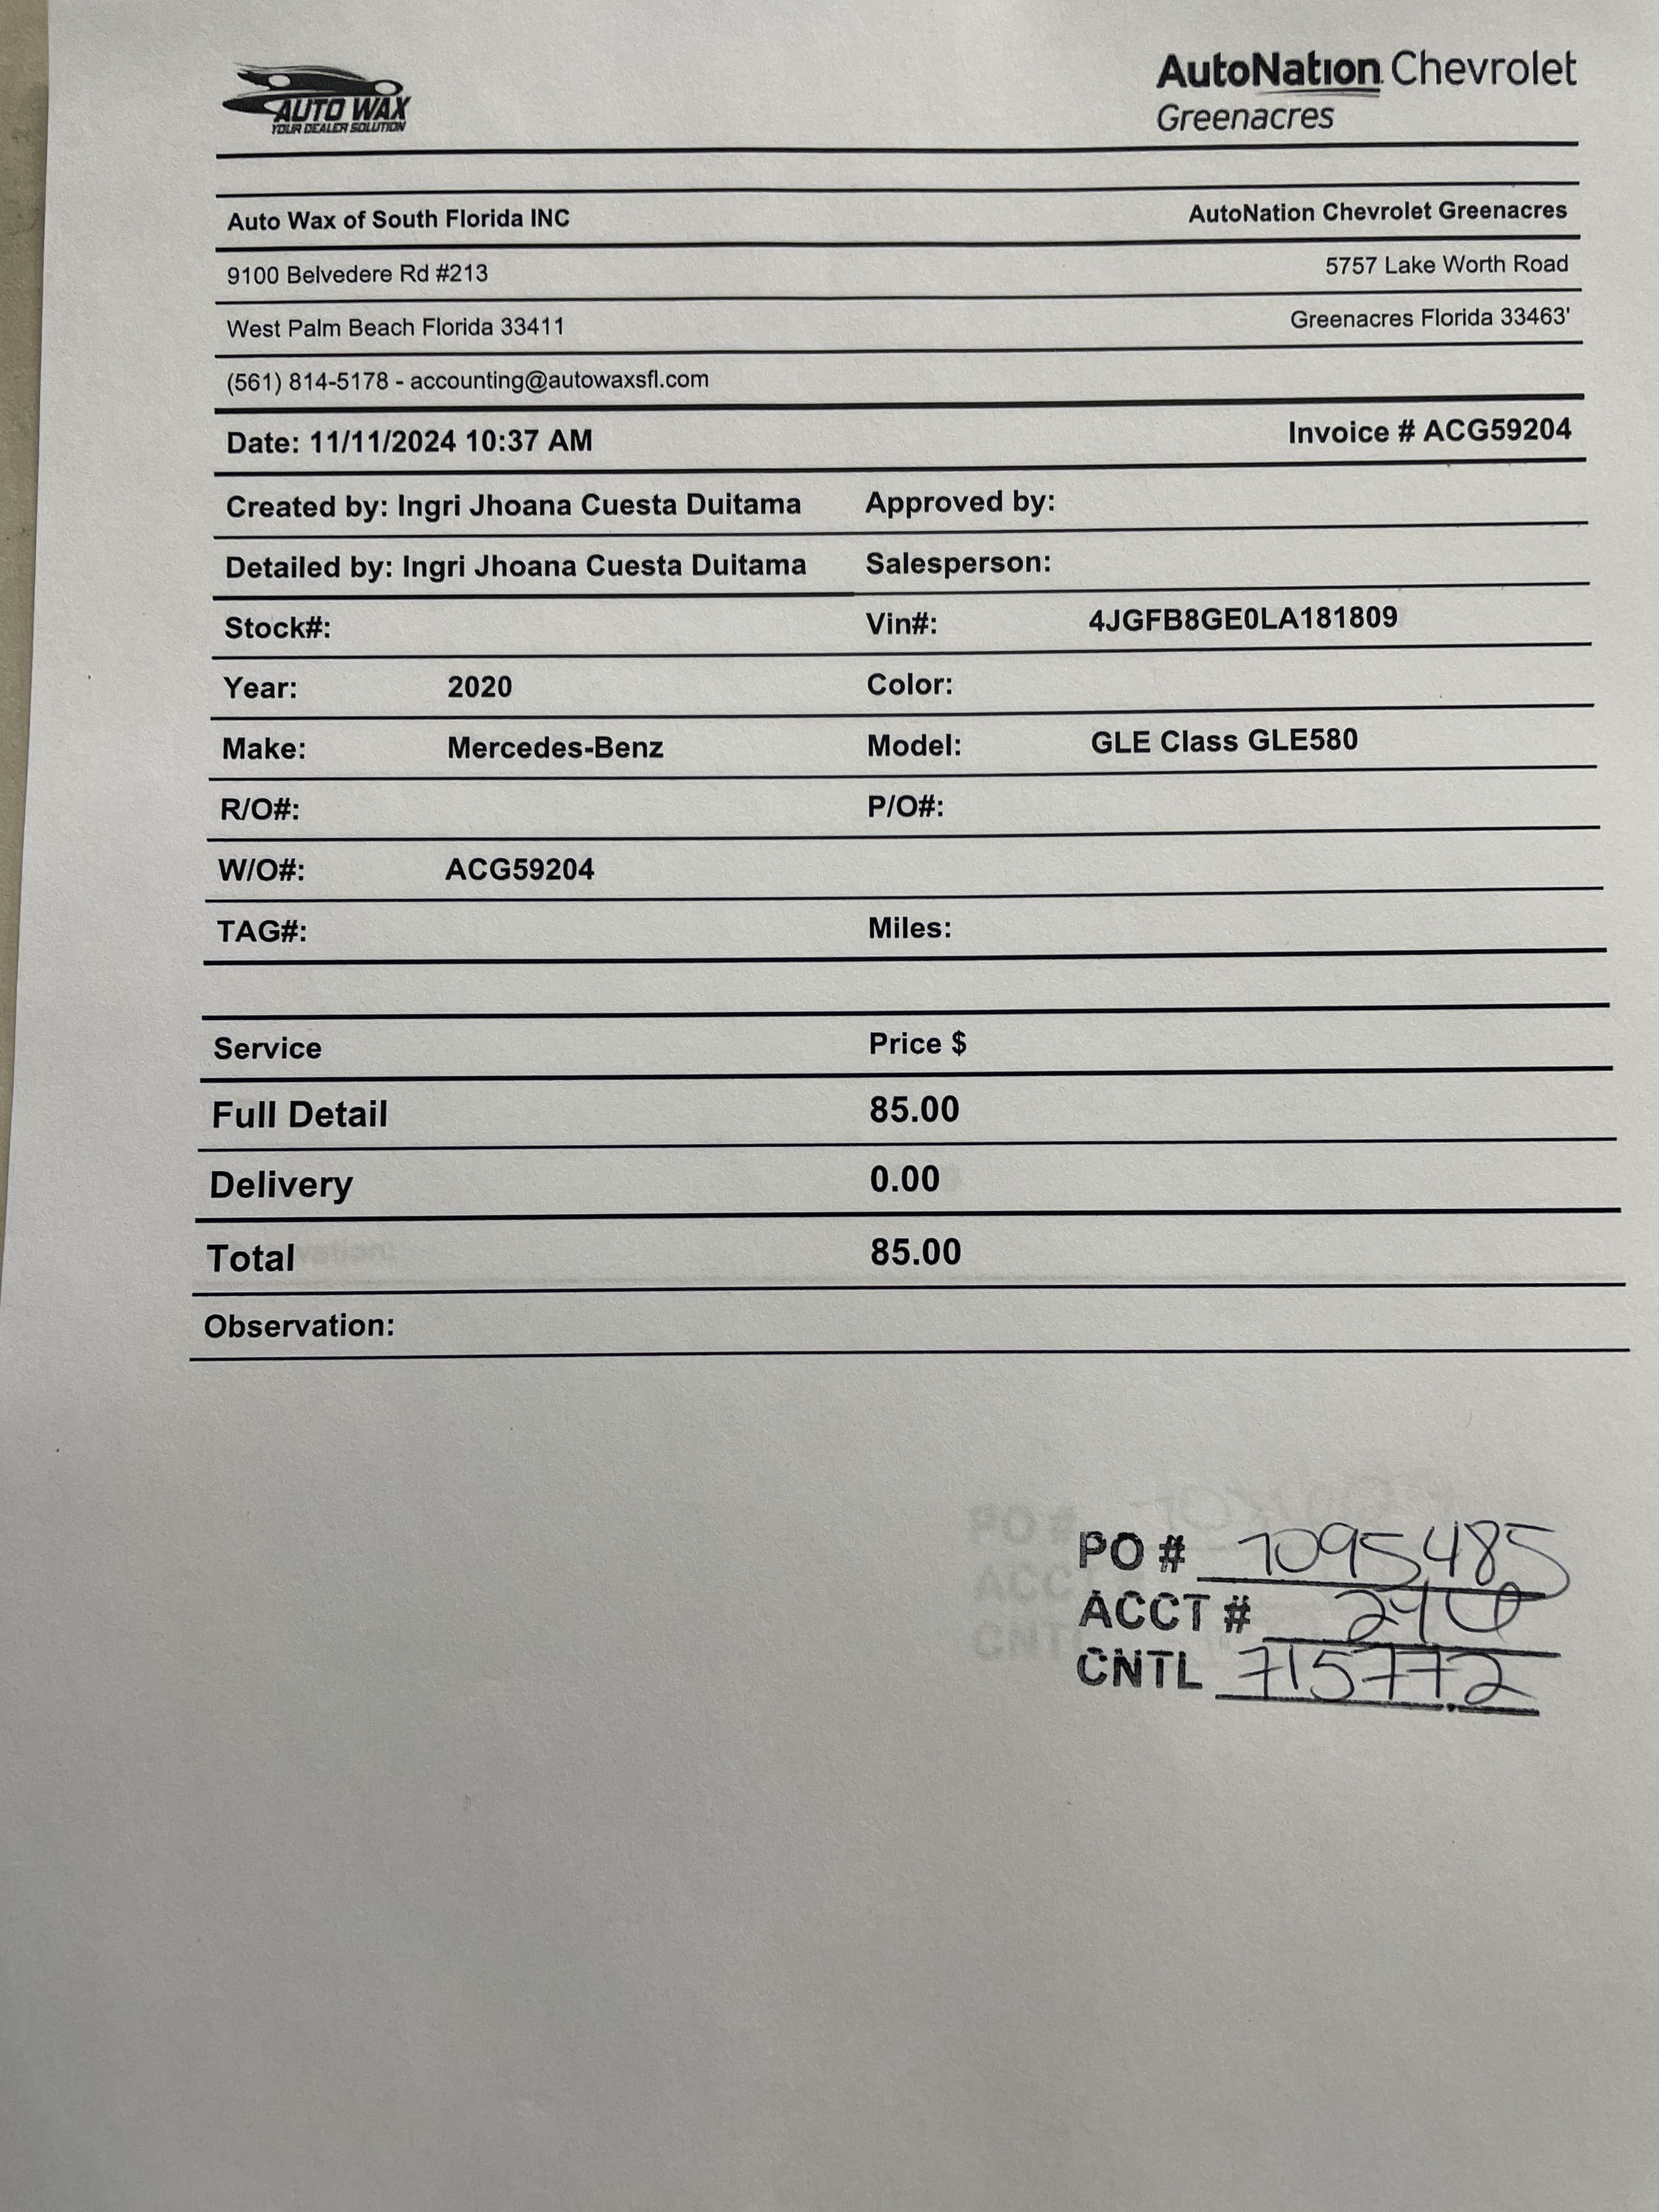 AUTO WAX
YOUR DEALER SOLUTION
AutoNation Chevrolet
Greenacres
Auto Wax of South Florida INC AutoNation Chevrolet Greenacres
9100 Belvedere Rd #213 5757 Lake Worth Road
West Palm Beach Florida 33411 Greenacres Florida 33463'
(561) 814-5178 - accounting@autowaxsfl.com
Date: 11/11/2024 10:37 AM Invoice # ACG59204
Created by: Ingri Jhoana Cuesta Duitama Approved by:
Detailed by: Ingri Jhoana Cuesta Duitama Salesperson:
Stock#: Vin#: 4JGFB8GE0LA181809
Year: 2020 Color:
Make: Mercedes-Benz Model: GLE Class GLE580
R/O#: P/O#:
W/O#: ACG59204
TAG#: Miles:
Service Price $
Full Detail 85.00
Delivery 0.00
Total 85.00
Observation:
PO # 7095485
ACCT #
CNTL 715772